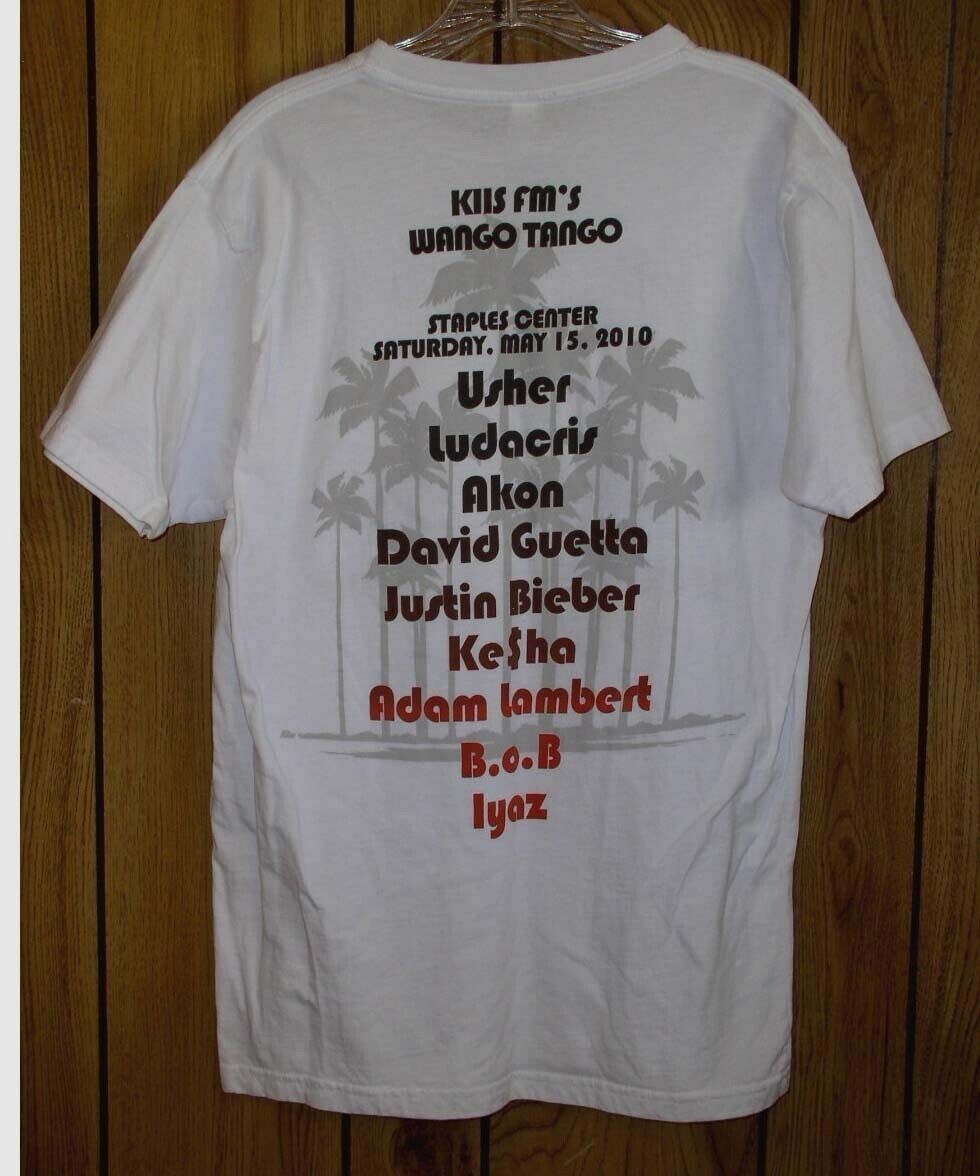 KIIS FM'S
WANGO TANGO
STAPLES CENTER
SATURDAY, MAY 15, 2010
Usher
Ludacris
Akon
David Guetta
Justin Bieber
Ke$ha
Adam Lambert
B.o.B
Iyaz